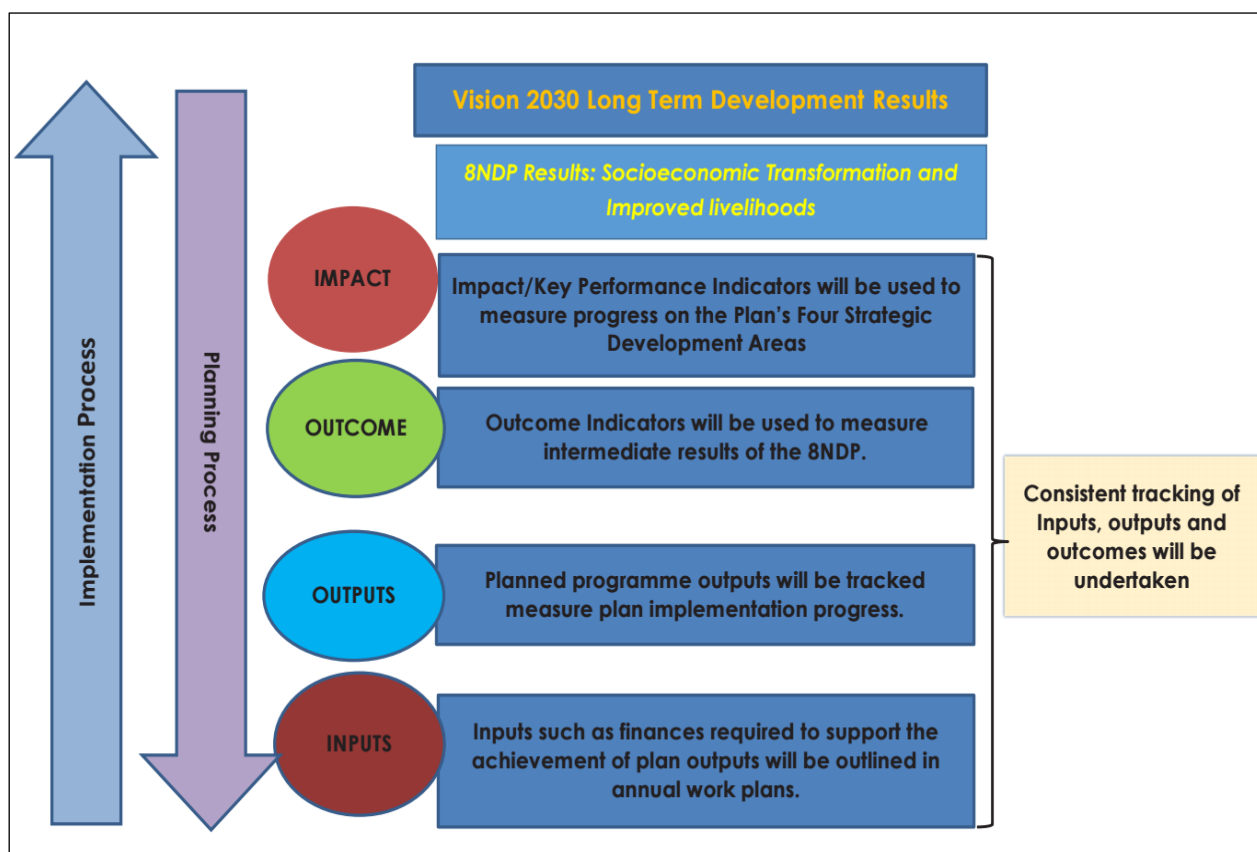 Vision 2030 Long Term Development Results
8NDP Results: Socioeconomic Transformation and
Improved livelihoods
Implementation Process
Planning Process
IMPACT
Impact/Key Performance Indicators will be used to
measure progress on the Plan’s Four Strategic
Development Areas
OUTCOME
Outcome Indicators will be used to measure
intermediate results of the 8NDP.
OUTPUTS
Planned programme outputs will be tracked
measure plan implementation progress.
INPUTS
Inputs such as finances required to support the
achievement of plan outputs will be outlined in
annual work plans.
Consistent tracking of
Inputs, outputs and
outcomes will be
undertaken